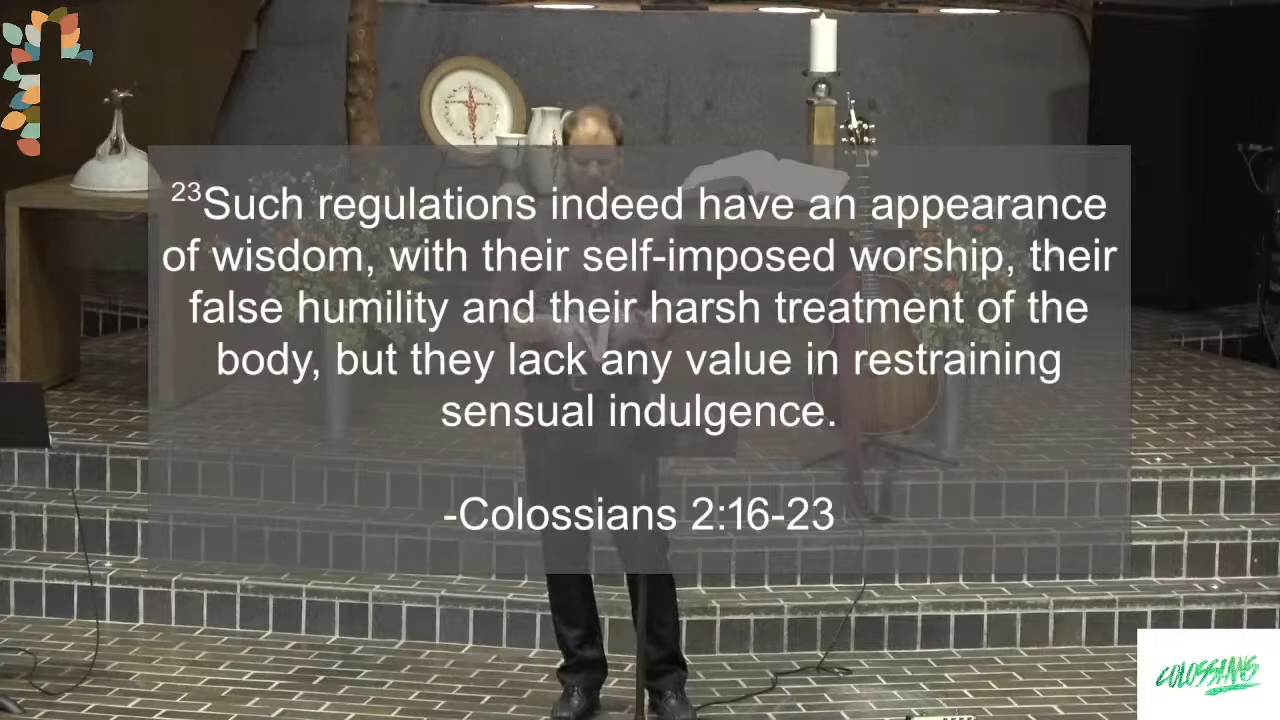 ²³Such regulations indeed have an appearance
of wisdom, with their self-imposed worship, their
false humility and their harsh treatment of the
body, but they lack any value in restraining
sensual indulgence.
-Colossians 2:16-23
COLOSSIANS